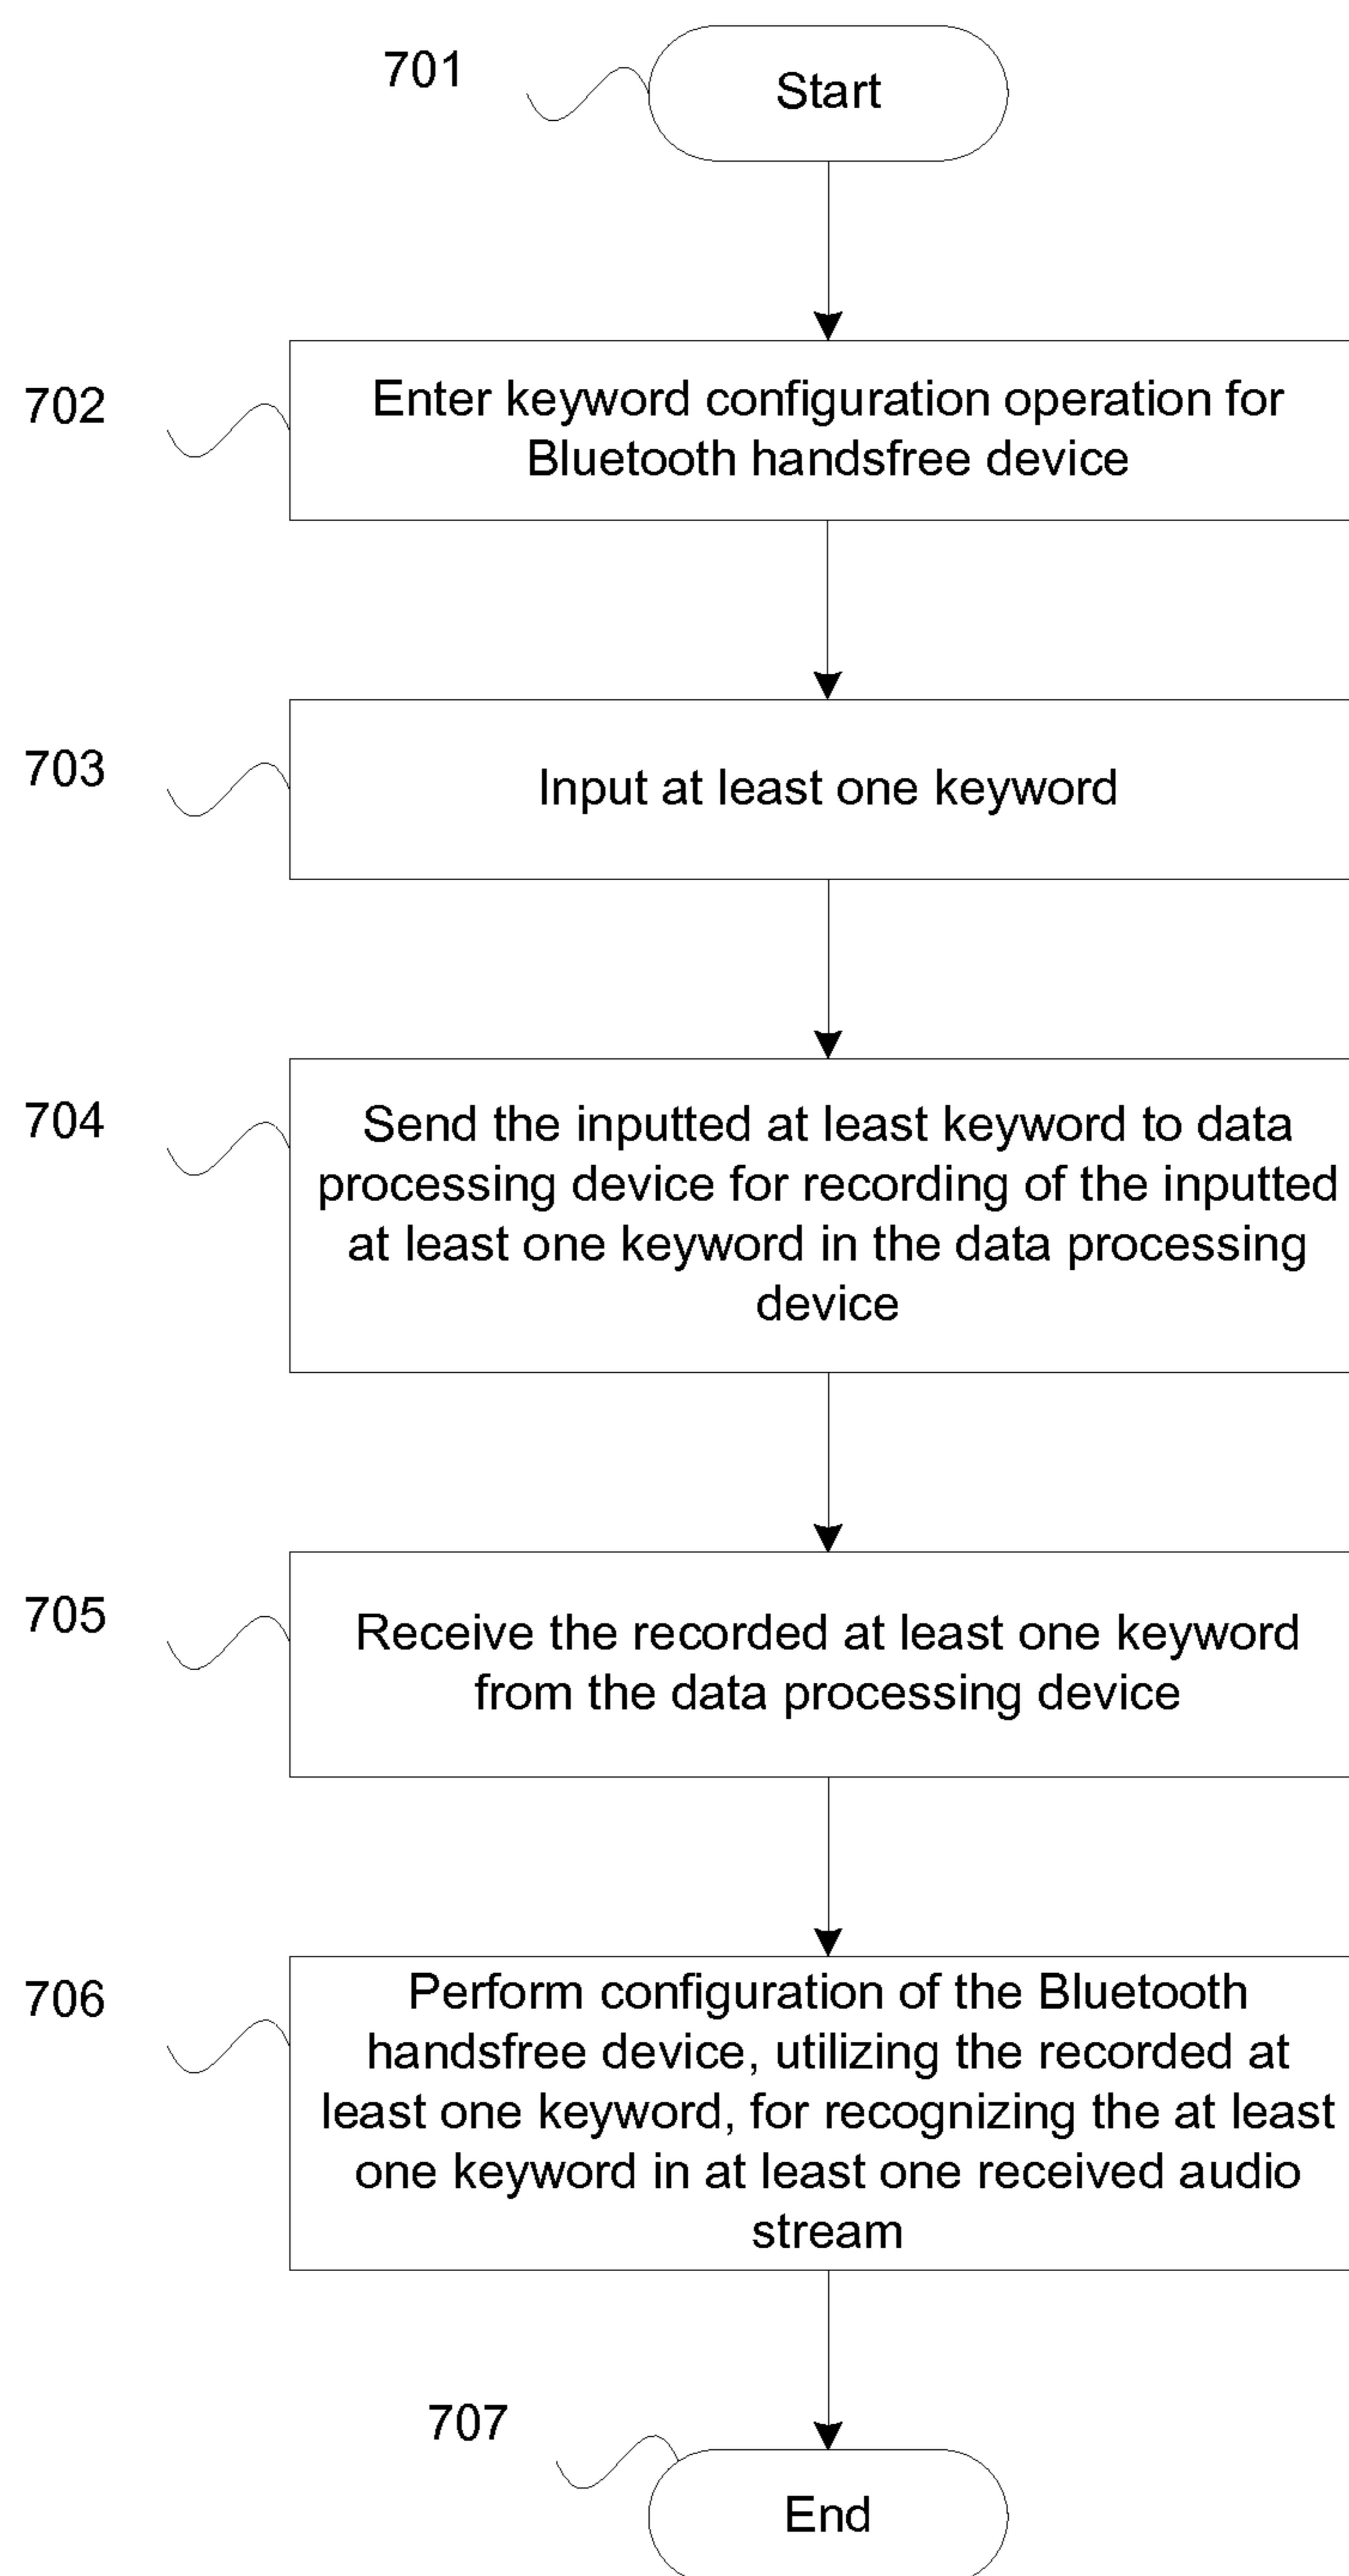 701
Start
702
Enter keyword configuration operation for
Bluetooth handsfree device
703
Input at least one keyword
704
Send the inputted at least keyword to data
processing device for recording of the inputted
at least one keyword in the data processing
device
705
Receive the recorded at least one keyword
from the data processing device
706
Perform configuration of the Bluetooth
handsfree device, utilizing the recorded at
least one keyword, for recognizing the at least
one keyword in at least one received audio
stream
707
End